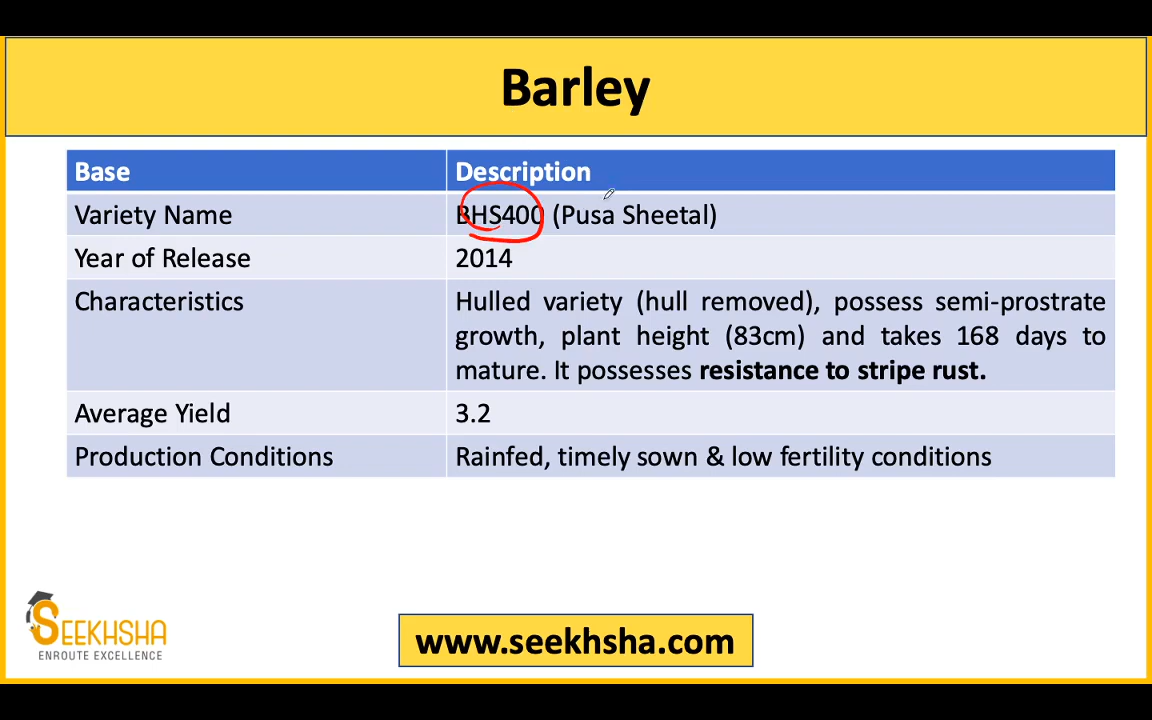 Barley
Base Description
Variety Name BHS400 (Pusa Sheetal)
Year of Release 2014
Characteristics Hulled variety (hull removed), possess semi-prostrate
growth, plant height (83cm) and takes 168 days to
mature. It possesses resistance to stripe rust.
Average Yield 3.2
Production Conditions Rainfed, timely sown & low fertility conditions
SEEKHSHA
ENROUTE EXCELLENCE
www.seekhsha.com